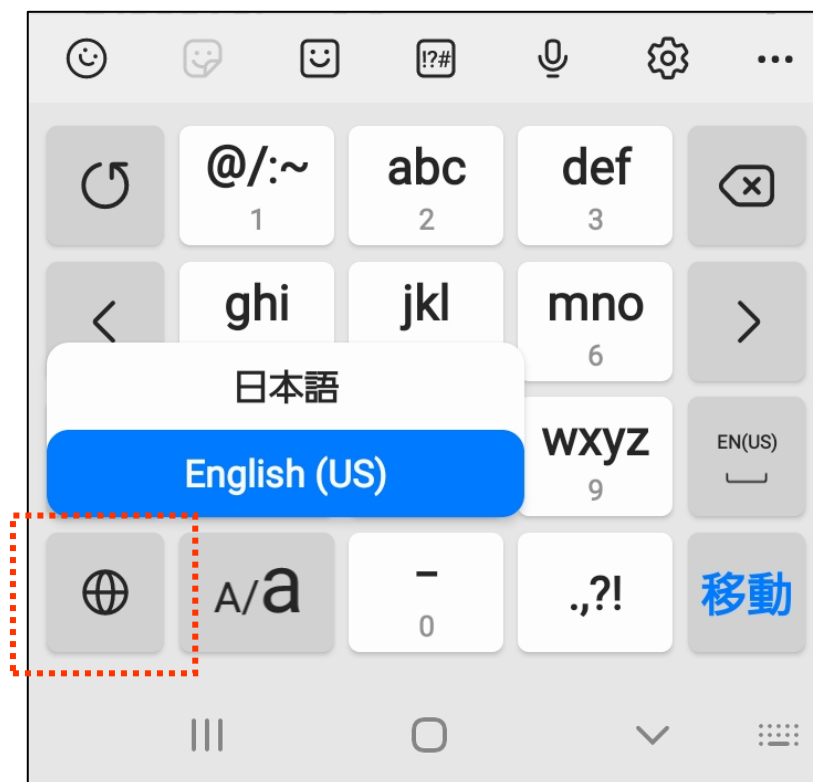 !?#
@/:~
1
abc
2
def
3
ghi
jkl
mno
6
日本語
English (US)
wxyz
9
EN(US)
A/a
–
0
.,?!
移動